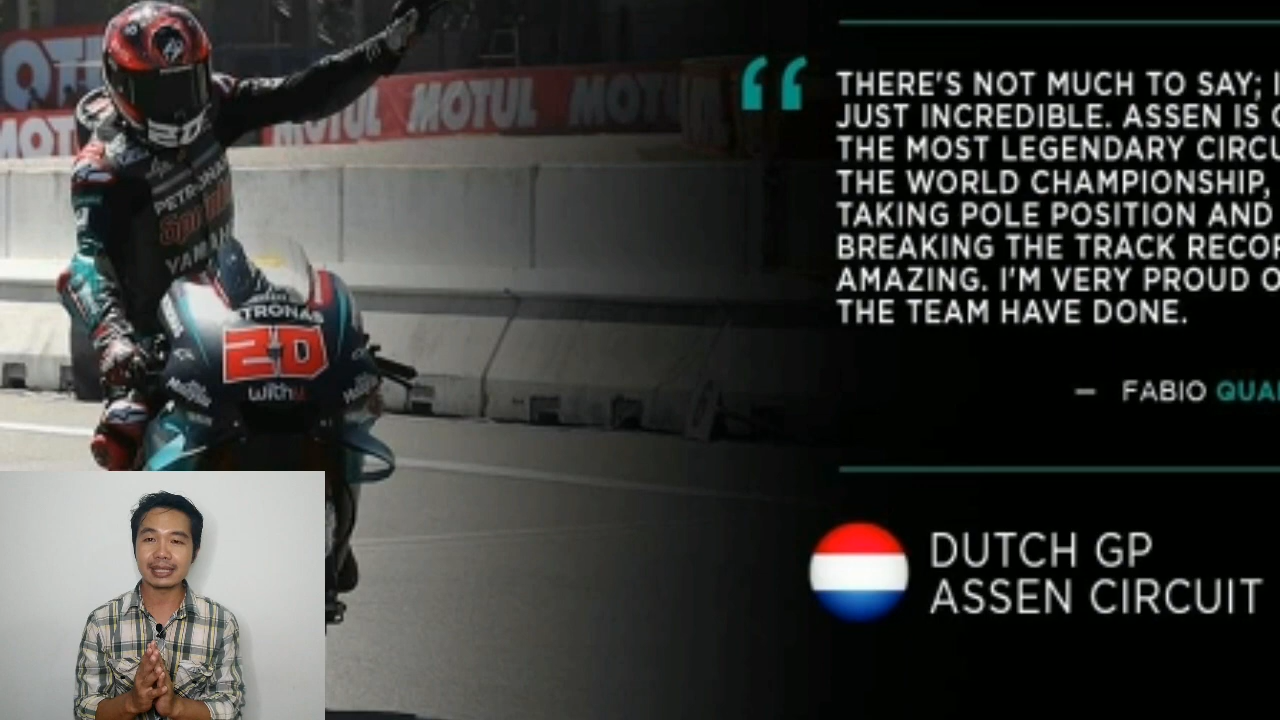 THERE'S NOT MUCH TO SAY; I
JUST INCREDIBLE. ASSEN IS
THE MOST LEGENDARY
THE WORLD CHAMPIONSHIP,
TAKING POLE POSITION AND
BREAKING THE TRACK
AMAZING. I'M VERY PROUD
THE TEAM HAVE DONE.
— FABIO
DUTCH GP
ASSEN CIRCUIT
MOTUL
MOTUL
20
PETRONAS
YAMAHA
20
with